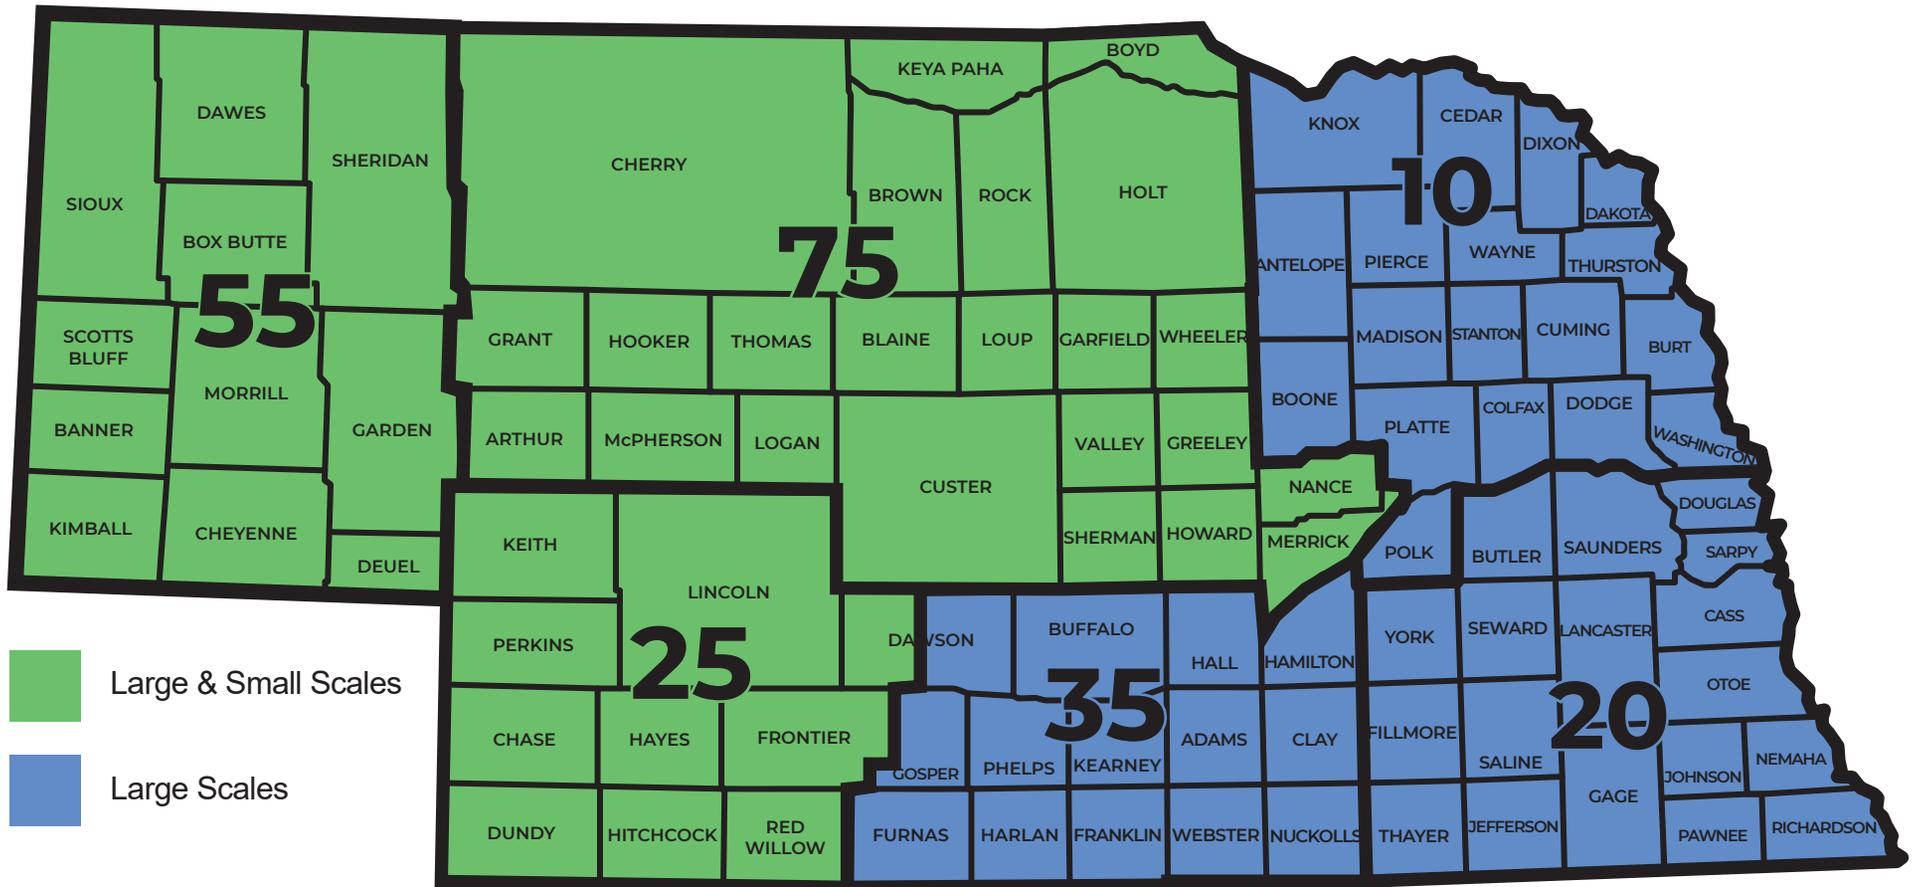 BOYD
KEYA PAHA
DAWES
SHERIDAN
CHERRY
KNOX
CEDAR
DIXON
SIOUX
BROWN
ROCK
HOLT
10
DAKOTA
BOX BUTTE
75
ANTELOPE
PIERCE
WAYNE
THURSTON
55
SCOTTS
BLUFF
GRANT
HOOKER
THOMAS
BLAINE
LOUP
GARFIELD
WHEELER
MADISON
STANTON
CUMING
BURT
MORRILL
BOONE
COLFAX
DODGE
BANNER
GARDEN
ARTHUR
McPHERSON
LOGAN
VALLEY
GREELEY
PLATTE
WASHINGTON
CUSTER
NANCE
DOUGLAS
KIMBALL
CHEYENNE
KEITH
SHERMAN
HOWARD
MERRICK
POLK
BUTLER
SAUNDERS
SARPY
DEUEL
LINCOLN
PERKINS
DAWSON
BUFFALO
HALL
HAMILTON
YORK
SEWARD
LANCASTER
CASS
25
35
20
OTOE
Large & Small Scales
CHASE
HAYES
FRONTIER
GOSPER
PHELPS
KEARNEY
ADAMS
CLAY
FILLMORE
SALINE
JOHNSON
NEMAHA
Large Scales
GAGE
DUNDY
HITCHCOCK
RED
WILLOW
FURNAS
HARLAN
FRANKLIN
WEBSTER
NUCKOLLS
THAYER
JEFFERSON
PAWNEE
RICHARDSON